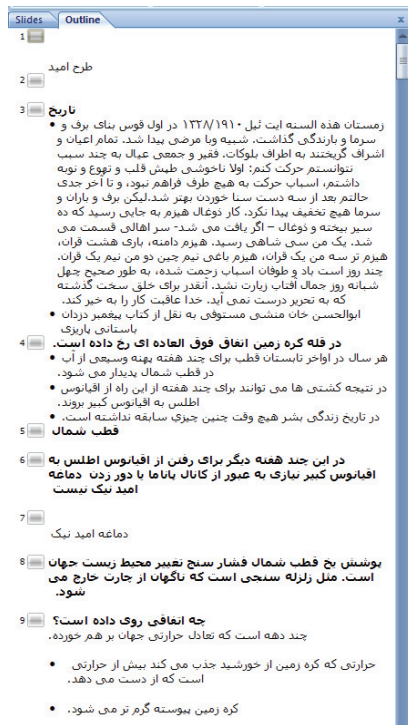 Slides Outline x
1
طرح امید
2
3 تاریخ
• زمستان هذه السنه ایت ئیل ۱۳۲۸/۱۹۱۰ در اول قوس بنای برف و
سرما و بارندگی گذاشت. شبیه وبا مرضی پیدا شد. تمام اعیان و
اشراف گریختند به اطراف بلوکات. فقیر و جمعی عیال به چند سبب
نتوانستم حرکت کنم: اولا ناخوشی طپش قلب و تهوع و نوبه
داشتم، اسباب حرکت به هیچ طرف فراهم نبود، و تا آخر جدی
حالتم بعد از سه دست سنا خوردن بهتر شد.لیکن برف و باران و
سرما هیچ تخفیف پیدا نکرد. کار ذوغال هیزم به جایی رسید که ده
سیر بیخته و ذوغال – اگر یافت می شد- سر اهالی قسمت می
شد. یک من سی شاهی رسید. هیزم دامنه، باری هشت قران،
هیزم تر سه من یک قران، هیزم باغی نیم چین دو من نیم یک قران.
چند روز است باد و طوفان اسباب زحمت شده، به طور صحیح چهل
شبانه روز جمال آفتاب زیارت نشد. آنقدر برای خلق سخت گذشته
که به تحریر درست نمی آید. خدا عاقبت کار را به خیر کند.
• ابوالحسن خان منشی مستوفی به نقل از کتاب پیغمبر دزدان
باستانی پاریزی
4 در قله کره زمین اتفاق فوق العاده ای رخ داده است.
• هر سال در اواخر تابستان قطب برای چند هفته پهنه وسیعی از آب
در قطب شمال پدیدار می شود.
• در نتیجه کشتی ها می توانند برای چند هفته از این راه از اقیانوس
اطلس به اقیانوس کبیر بروند.
• در تاریخ زندگی بشر هیچ وقت چنین چیزی سابقه نداشته است.
5 قطب شمال
6 در این چند هفته دیگر برای رفتن از اقیانوس اطلس به
اقیانوس کبیر نیازی به عبور از کانال پاناما یا دور زدن دماغه
امید نیک نیست
7
دماغه امید نیک
8 پوشش یخ قطب شمال فشار سنج تغییر محیط زیست جهان
است. مثل زلزله سنجی است که ناگهان از چارت خارج می
شود.
9 چه اتفاقی روی داده است؟
چند دهه است که تعادل حرارتی جهان بر هم خورده.
• حرارتی که کره زمین از خورشید جذب می کند بیش از حرارتی
است که از دست می دهد.
• کره زمین پیوسته گرم تر می شود.